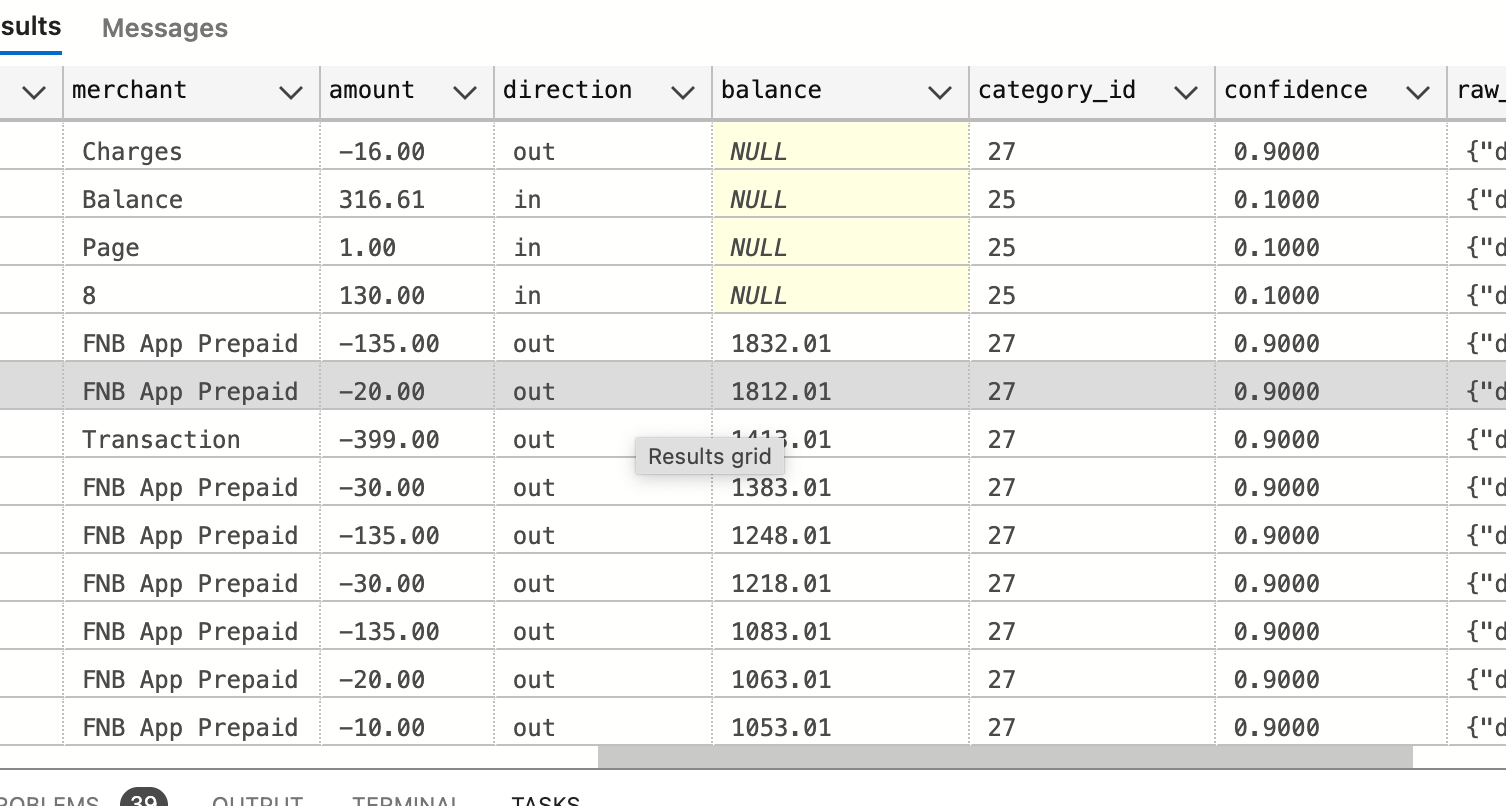 sults Messages
merchant amount direction balance category_id confidence raw_
Charges -16.00 out NULL 27 0.9000 {"d
Balance 316.61 in NULL 25 0.1000 {"d
Page 1.00 in NULL 25 0.1000 {"d
8 130.00 in NULL 25 0.1000 {"d
FNB App Prepaid -135.00 out 1832.01 27 0.9000 {"d
FNB App Prepaid -20.00 out 1812.01 27 0.9000 {"d
Transaction -399.00 out 1413.01 27 0.9000 {"d
Results grid
FNB App Prepaid -30.00 out 1383.01 27 0.9000 {"d
FNB App Prepaid -135.00 out 1248.01 27 0.9000 {"d
FNB App Prepaid -30.00 out 1218.01 27 0.9000 {"d
FNB App Prepaid -135.00 out 1083.01 27 0.9000 {"d
FNB App Prepaid -20.00 out 1063.01 27 0.9000 {"d
FNB App Prepaid -10.00 out 1053.01 27 0.9000 {"d
ROBLEMS 39 OUTPUT TERMINAL TASKS